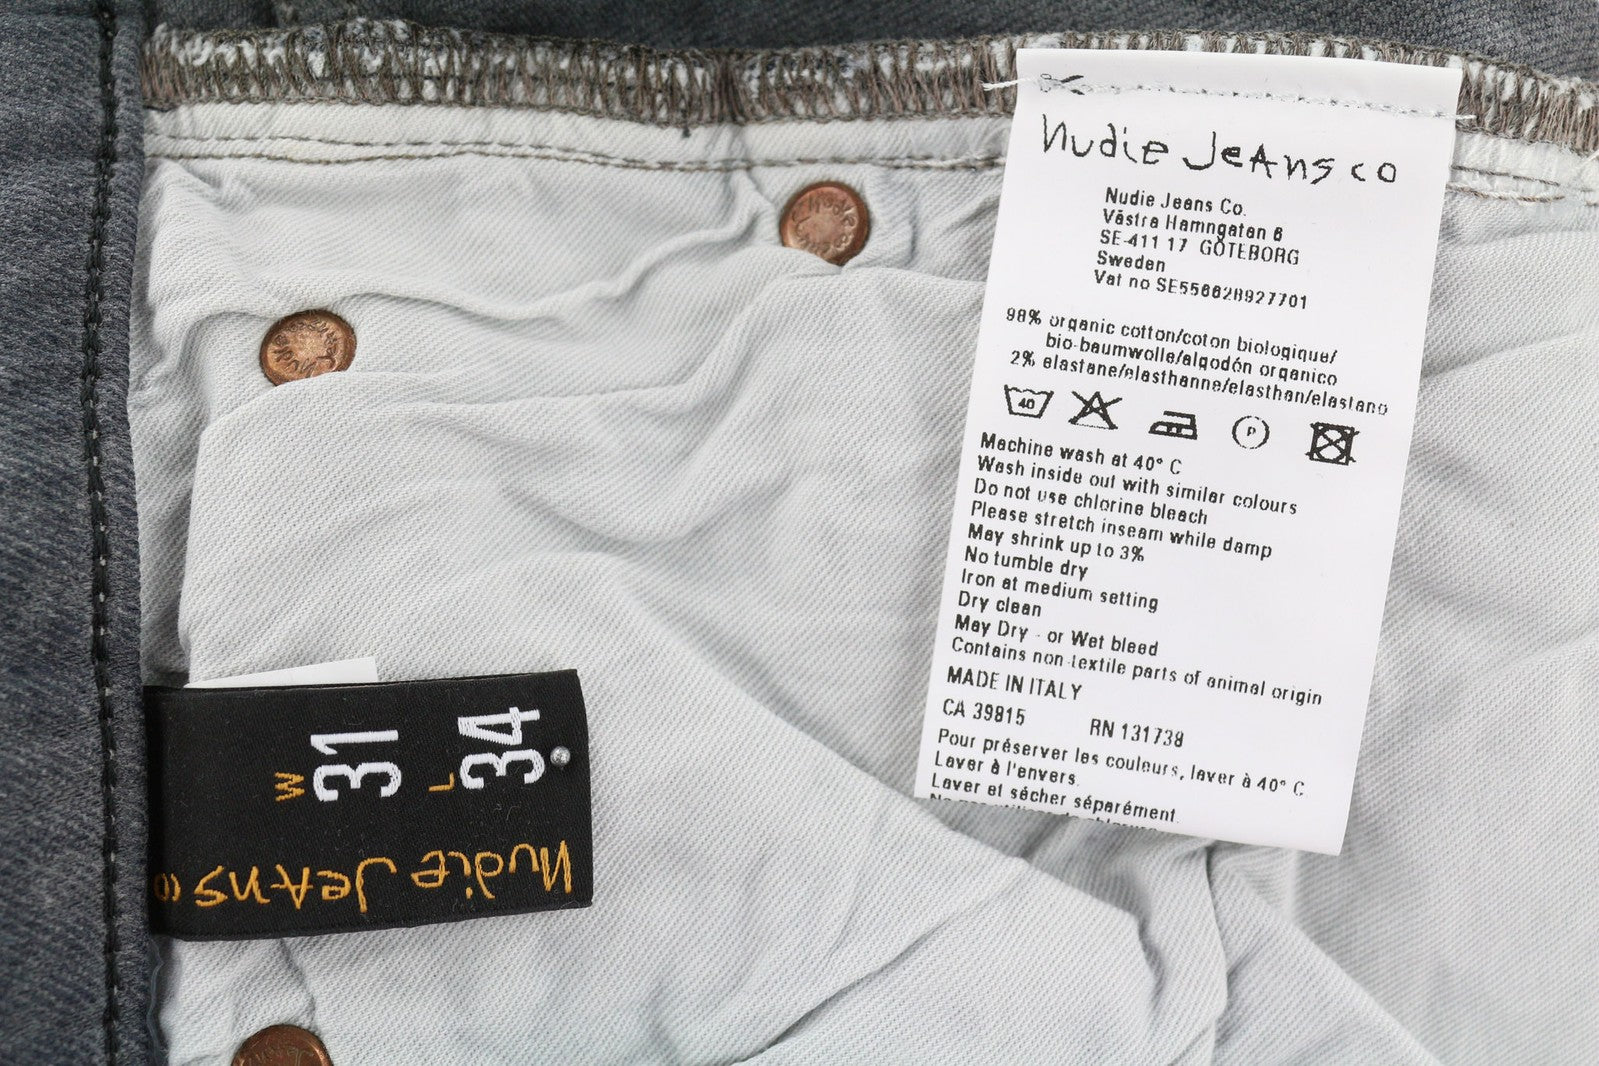 Nudie Jeans co
Nudie Jeans Co.
Västra Hamngatan 6
SE-411 17 GÖTEBORG
Sweden
Vat no SE556628927701
98% organic cotton/coton biologique/
bio-baumwolle/algodón organico
2% elastane/elasthanne/elasthan/elastano
40
P
Machine wash at 40° C
Wash inside out with similar colours
Do not use chlorine bleach
Please stretch inseam while damp
May shrink up to 3%
No tumble dry
Iron at medium setting
Dry clean
May Dry - or Wet bleed
Contains non-textile parts of animal origin
MADE IN ITALY
CA 39815 RN 131738
Pour préserver les couleurs, laver à 40° C.
Laver à l'envers.
Laver et sécher séparément.
W 31
L 34
Nudie Jeans co